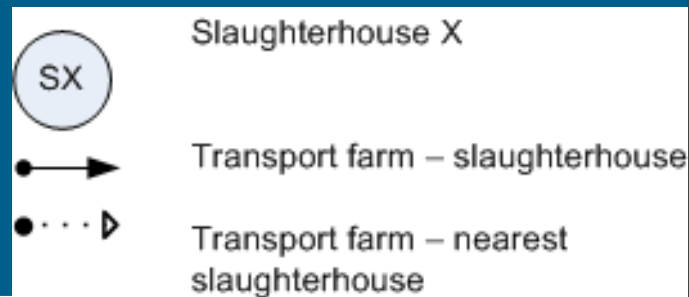 Slaughterhouse X
SX
Transport farm – slaughterhouse
Transport farm – nearest
slaughterhouse